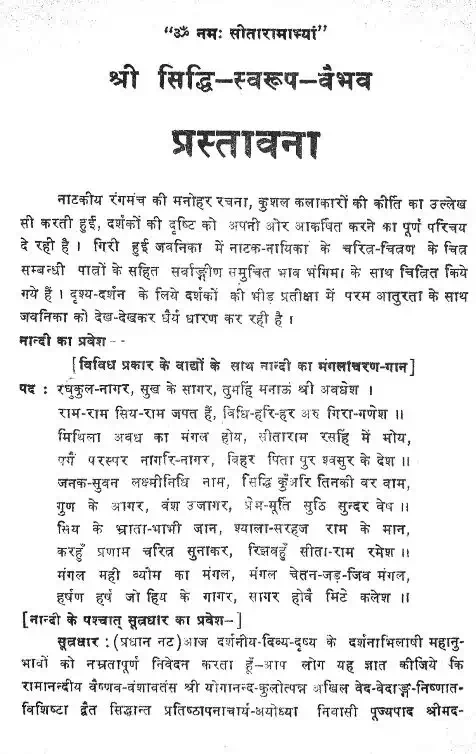 “ॐ नमः सीतारामाभ्यां”
श्री सिद्धि-स्वरूप-वैभव
प्रस्तावना
नाटकीय रंगमंच की मनोहर रचना, कुशल कलाकारों की कीर्ति का उल्लेख
सी करती हुई, दर्शकों की दृष्टि को अपनी ओर आकर्षित करने का पूर्ण परिचय
दे रही है । गिरी हुई जवनिका में नाटक-नायिका के चरित्र-चित्रण के चित्र
सम्बन्धी पात्रों के सहित सर्वाङ्गीण समुचित भाव भंगिमा के साथ चित्रित किये
गये हैं । दृश्य-दर्शन के लिये दर्शकों की भीड़ प्रतीक्षा में परम आतुरता के साथ
जवनिका को देख-देखकर धैर्य धारण कर रही है ।
नान्दी का प्रवेश--
[विविध प्रकार के वाद्यों के साथ नान्दी का मंगलाचरण-गान]
पद : रघुकुल-नागर, सुख के सागर, तुमहिं मनाऊं श्री अवधेश ।
राम-राम सिय-राम जपत हैं, विधि-हरि-हर अरु गिरा-गणेश ॥
मिथिला अवध का मंगल होय, सीताराम रसहिं में भोय,
पगैं परस्पर नागरि-नागर, विहर पिता पुर श्वसुर के देश ॥
जनक-सुवन लक्ष्मीनिधि नाम, सिद्धि कुँअरि तिनकी वर वाम,
गुण के आगर, वंश उजागर, प्रेम-मूर्ति सुठि सुन्दर वेष ॥
सिय के भ्राता-भाभी जान, श्याला-सरहज राम के मान,
करहुँ प्रणाम चरित्र सुनाकर, रिझवहुँ सीता-राम रमेश ॥
मंगल मही व्योम का मंगल, मंगल चेतन-जड़-जिव मंगल,
हर्षण हर्ष जो हिय के गागर, सागर होवै मिटे कलेश ॥
[नान्दी के पश्चात् सूत्रधार का प्रवेश-]
सूत्रधार : (प्रधान नट) आज दर्शनीय-दिव्य-दृष्य के दर्शनाभिलाषी महानु-
भावों को नम्रतापूर्ण निवेदन करता हूँ-आप लोग यह ज्ञात कीजिये कि
रामानन्दीय वैष्णव-वंशावतंस श्री योगानन्द-कुलोत्पन्न अखिल वेद-वेदाङ्ग-निष्णात-
विशिष्टा द्वैत सिद्धान्त प्रतिष्ठापनाचार्य-अयोध्या निवासी पूज्यपाद श्रीमद-